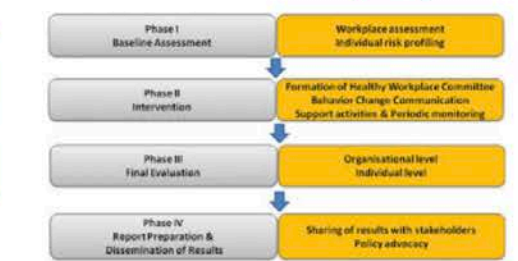 Phase I
Baseline Assessment
Workplace assessment
Individual risk profiling
Phase II
Intervention
Formation of Healthy Workplace Committee
Behavior Change Communication
Support activities & Periodic monitoring
Phase III
Final Evaluation
Organisational level
Individual level
Phase IV
Report Preparation &
Dissemination of Results
Sharing of results with stakeholders
Policy advocacy